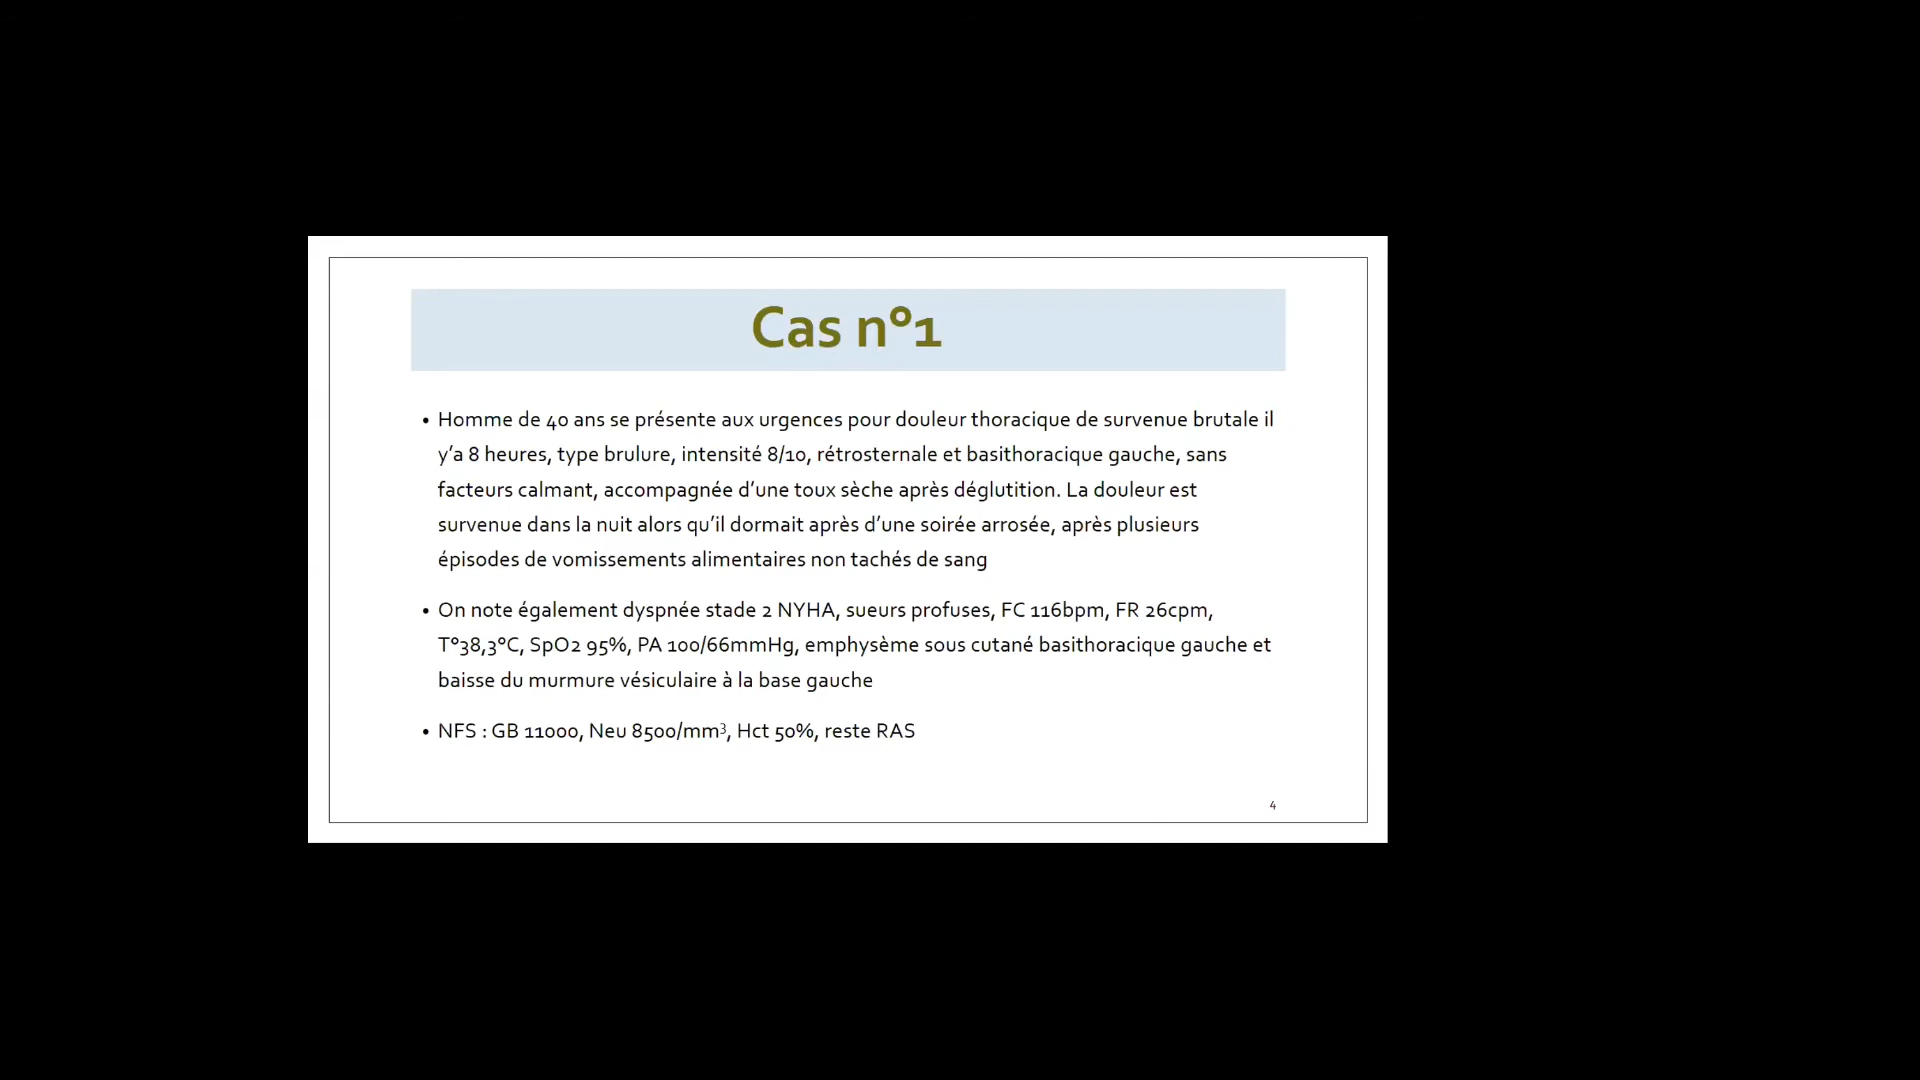 Cas n°1
• Homme de 40 ans se présente aux urgences pour douleur thoracique de survenue brutale il
y'a 8 heures, type brulure, intensité 8/10, rétrosternale et basithoracique gauche, sans
facteurs calmant, accompagnée d'une toux sèche après déglutition. La douleur est
survenue dans la nuit alors qu'il dormait après d'une soirée arrosée, après plusieurs
épisodes de vomissements alimentaires non tachés de sang
• On note également dyspnée stade 2 NYHA, sueurs profuses, FC 116bpm, FR 26cpm,
T°38,3°C, SpO2 95%, PA 100/66mmHg, emphysème sous cutané basithoracique gauche et
baisse du murmure vésiculaire à la base gauche
• NFS : GB 11000, Neu 8500/mm³, Hct 50%, reste RAS
4